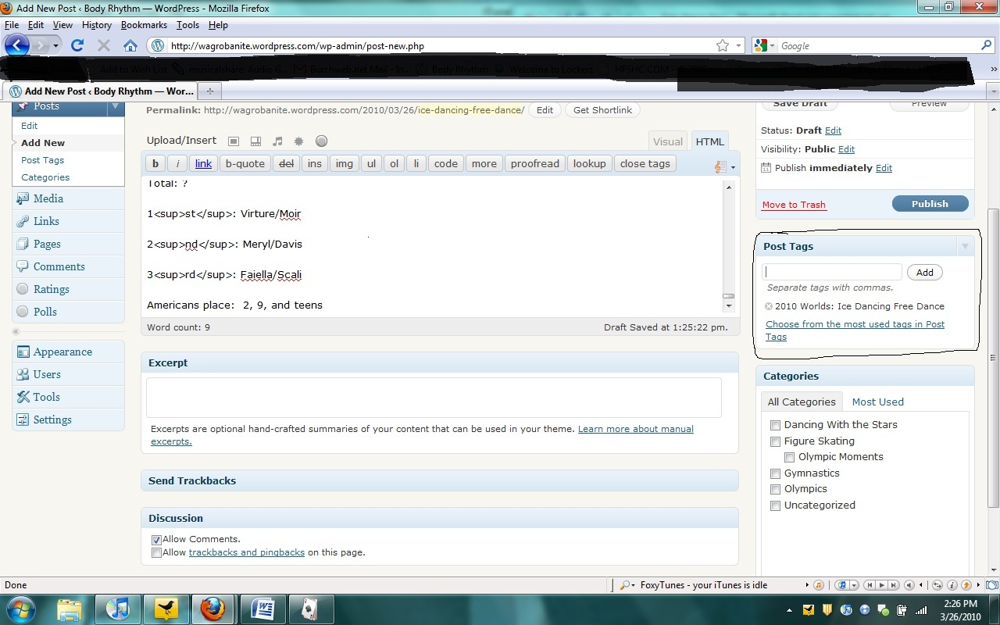 Add New Post ‹ Body Rhythm — WordPress - Mozilla Firefox
File Edit View History Bookmarks Tools Help
http://wagrobanite.wordpress.com/wp-admin/post-new.php
Google
Add to Wish List musicalshare: Audio G... Burchweb.net Mail - In... Body Rhythm Welcome to Lockerz HFSHC.COM
Add New Post ‹ Body Rhythm — Wor...
Posts
Edit
Add New
Post Tags
Categories
Media
Links
Pages
Comments
Ratings
Polls
Appearance
Users
Tools
Settings
Permalink: http://wagrobanite.wordpress.com/2010/03/26/ice-dancing-free-dance/ Edit Get Shortlink
Upload/Insert
Visual HTML
b i link b-quote del ins img ul ol li code more proofread lookup close tags
Total: ?
1<sup>st</sup>: Virture/Moir
2<sup>nd</sup>: Meryl/Davis
3<sup>rd</sup>: Faiella/Scali
Americans place:  2, 9, and teens
Word count: 9 Draft Saved at 1:25:22 pm.
Excerpt
Excerpts are optional hand-crafted summaries of your content that can be used in your theme. Learn more about manual
excerpts.
Send Trackbacks
Discussion
Allow Comments.
Allow trackbacks and pingbacks on this page.
Save Draft Preview
Status: Draft Edit
Visibility: Public Edit
Publish immediately Edit
Move to Trash Publish
Post Tags
Add
Separate tags with commas.
2010 Worlds: Ice Dancing Free Dance
Choose from the most used tags in Post
Tags
Categories
All Categories Most Used
Dancing With the Stars
Figure Skating
Olympic Moments
Gymnastics
Olympics
Uncategorized
Done
FoxyTunes - your iTunes is idle
2:26 PM
3/26/2010